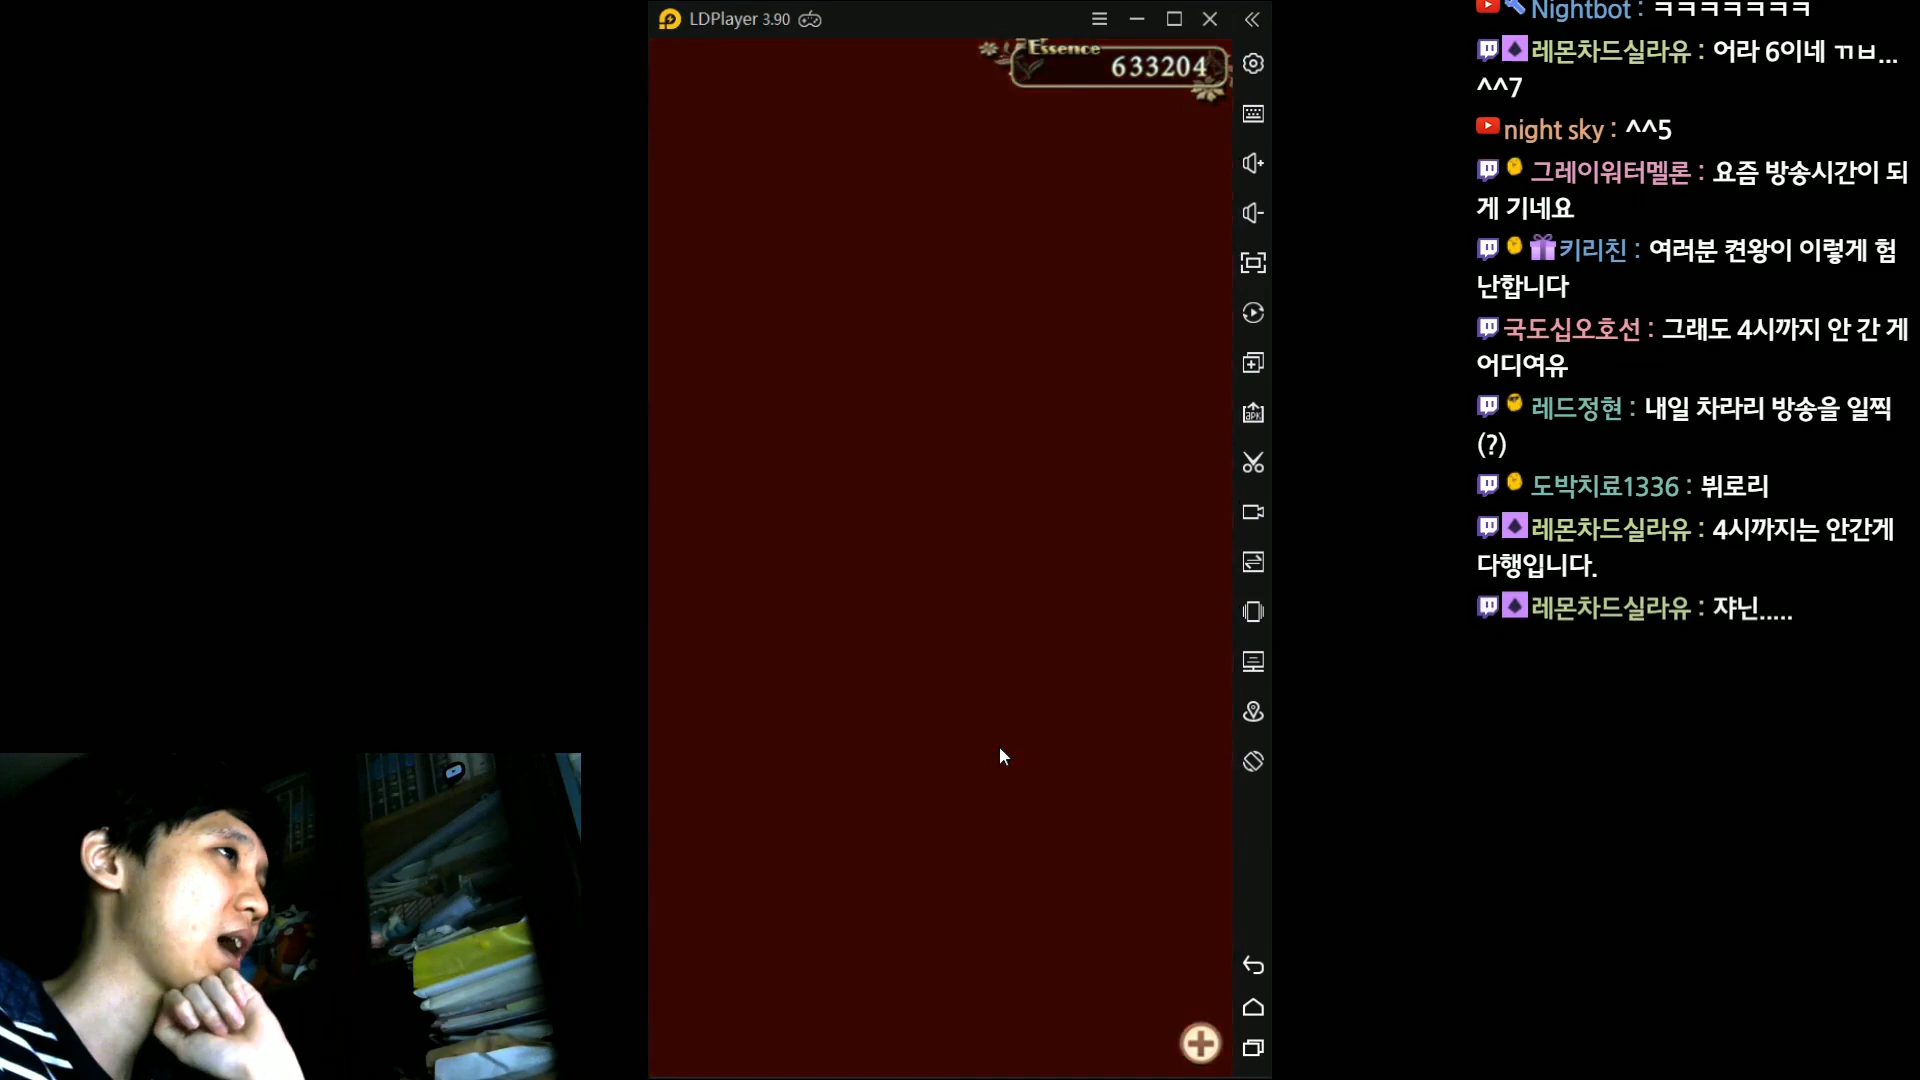 LDPlayer 3.90
Essence
633204
APK
Nightbot : ㅋㅋㅋㅋㅋㅋㅋ
레몬차드실라유 : 어라 6이네 ㄲㅂ...
^^7
night sky : ^^5
그레이워터멜론 : 요즘 방송시간이 되
게 기네요
키리친 : 여러분 켠왕이 이렇게 험
난합니다
국도십오호선 : 그래도 4시까지 안 간 게
어디여유
레드정현 : 내일 차라리 방송을 일찍
(?)
도박치료1336 : 뷔로리
레몬차드실라유 : 4시까지는 안간게
다행입니다.
레몬차드실라유 : 쟈닌.....